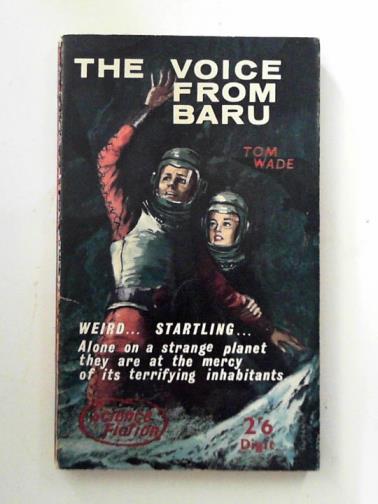 THE VOICE
FROM
BARU
TOM
WADE
WEIRD... STARTLING...
Alone on a strange planet
they are at the mercy
of its terrifying inhabitants
Science
Fiction
2'6
Digit